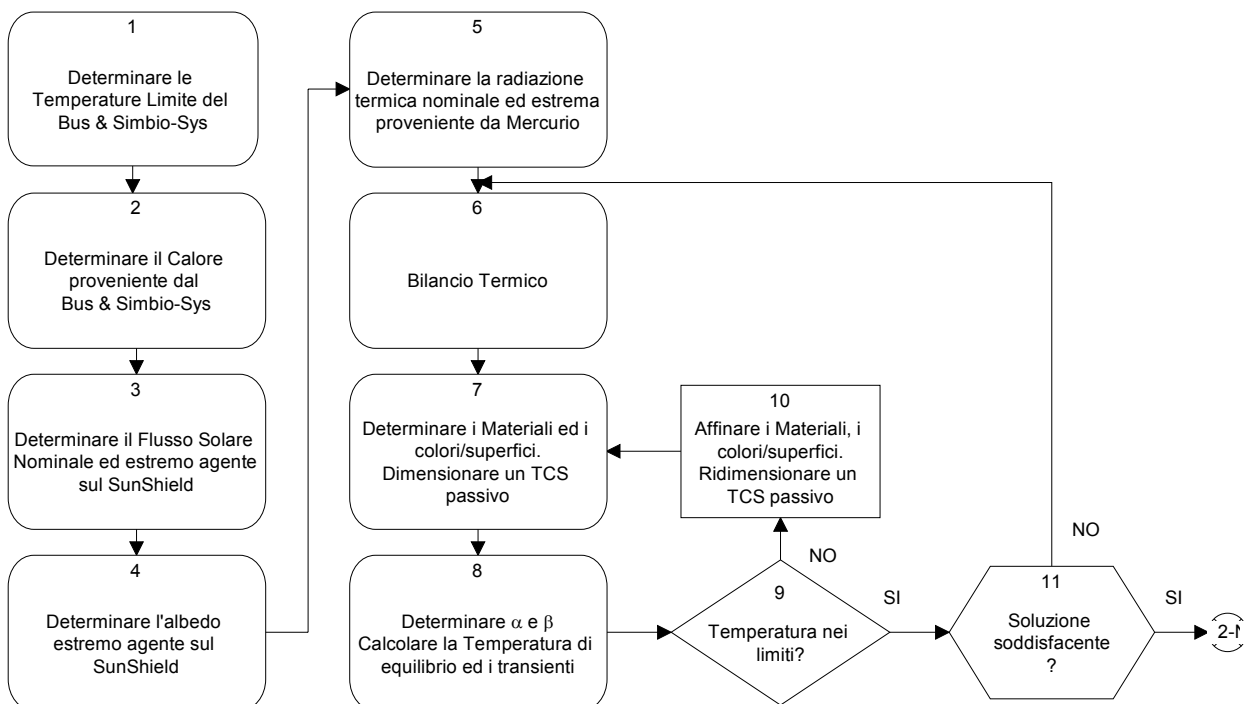 1
Determinare le
Temperature Limite del
Bus & Simbio-Sys
2
Determinare il Calore
proveniente dal
Bus & Simbio-Sys
3
Determinare il Flusso Solare
Nominale ed estremo agente
sul SunShield
4
Determinare l'albedo
estremo agente sul
SunShield
5
Determinare la radiazione
termica nominale ed estrema
proveniente da Mercurio
6
Bilancio Termico
7
Determinare i Materiali ed i
colori/superfici.
Dimensionare un TCS
passivo
8
Determinare α e β
Calcolare la Temperatura di
equilibrio ed i transienti
9
Temperatura nei
limiti?
NO
10
Affinare i Materiali, i
colori/superfici.
Ridimensionare un
TCS passivo
SI
11
Soluzione
soddisfacente
?
NO
SI